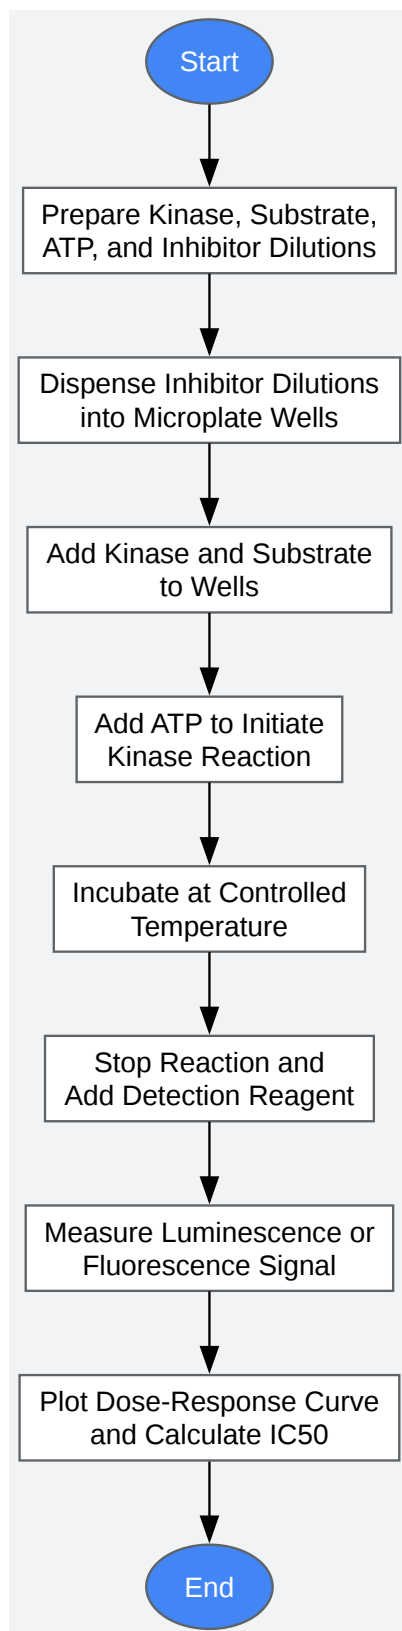 Start
Prepare Kinase, Substrate,
ATP, and Inhibitor Dilutions
Dispense Inhibitor Dilutions
into Microplate Wells
Add Kinase and Substrate
to Wells
Add ATP to Initiate
Kinase Reaction
Incubate at Controlled
Temperature
Stop Reaction and
Add Detection Reagent
Measure Luminescence or
Fluorescence Signal
Plot Dose-Response Curve
and Calculate IC50
End